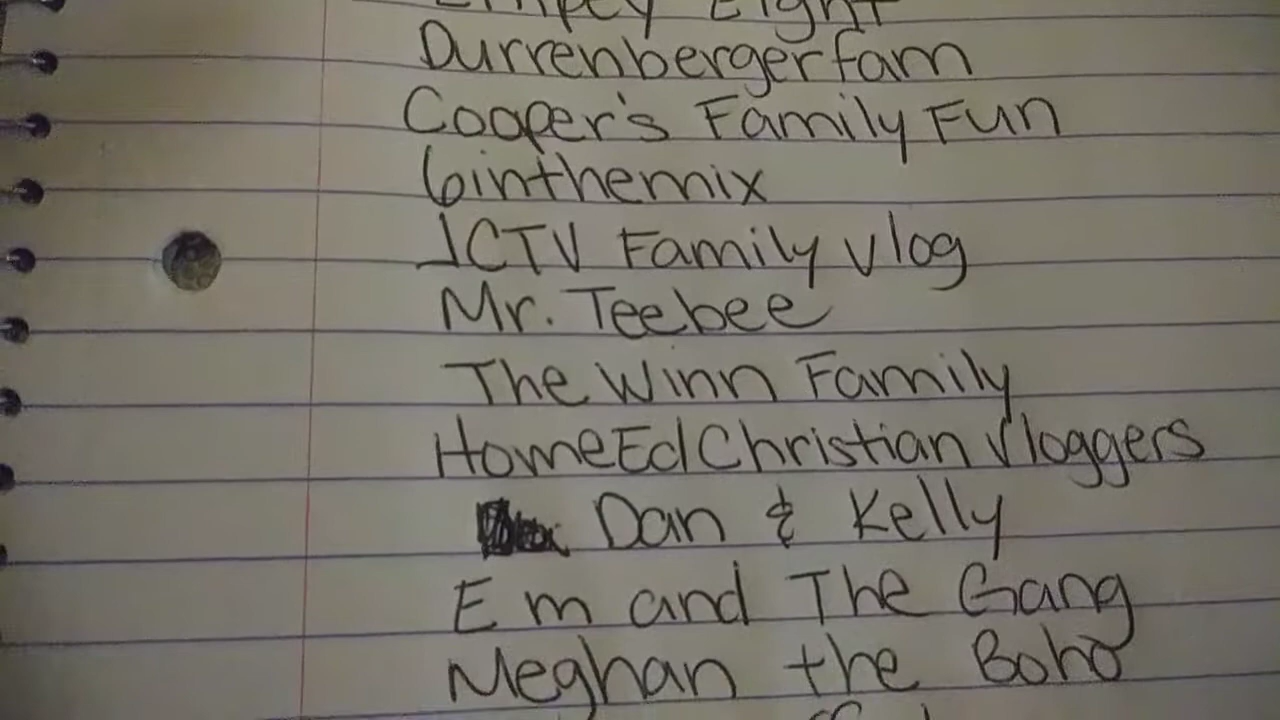 Eight
Durrenbergerfam
Cooper's Family Fun
6inthemix
JCTV Family Vlog
Mr. Teebee
The Winn Family
HomeEdChristian Vloggers
Dan & Kelly
Em and The Gang
Meghan the Boho